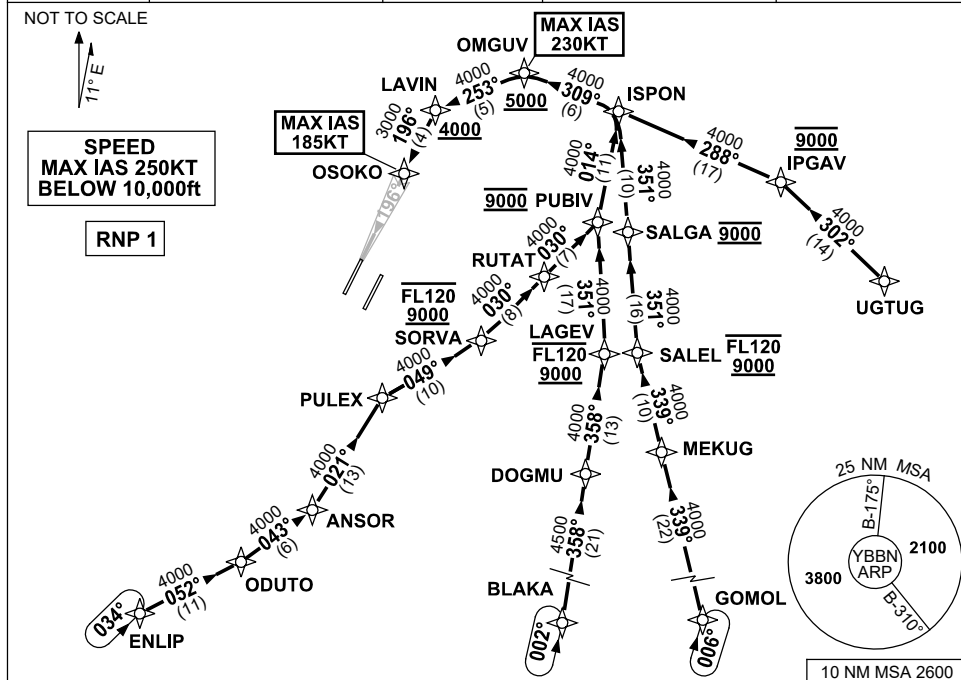 NOT TO SCALE
11° E
SPEED
MAX IAS 250KT
BELOW 10,000ft
RNP 1
OMGUV
MAX IAS
230KT
LAVIN
4000
253°
(5)
5000
4000
309°
(6)
ISPON
MAX IAS
185KT
3000
196°
(4)
4000
OSOKO
196°
4000
288°
(17)
9000
IPGAV
4000
302°
(14)
UGTUG
4000
014°
(11)
4000
351°
(10)
9000 PUBIV
SALGA 9000
RUTAT
4000
030°
(7)
FL120
9000
SORVA
4000
030°
(8)
4000
351°
(17)
4000
351°
(16)
LAGEV
FL120
9000
SALEL
FL120
9000
PULEX
4000
049°
(10)
4000
358°
(13)
4000
339°
(10)
DOGMU
MEKUG
4000
021°
(13)
ANSOR
4000
043°
(6)
ODUTO
4000
052°
(11)
034°
ENLIP
4500
358°
(21)
BLAKA
002°
4000
339°
(22)
GOMOL
006°
25 NM MSA
B-175°
YBBN
ARP
2100
3800
B-310°
10 NM MSA 2600